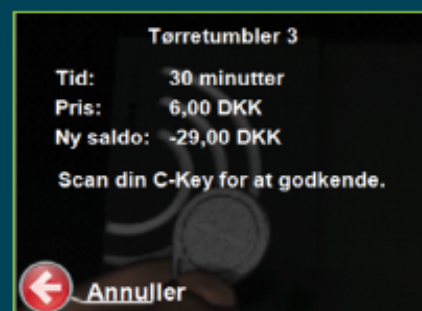 Tørretumbler 3
Tid: 30 minutter
Pris: 6,00 DKK
Ny saldo: -29,00 DKK
Scan din C-Key for at godkende.
Annuller